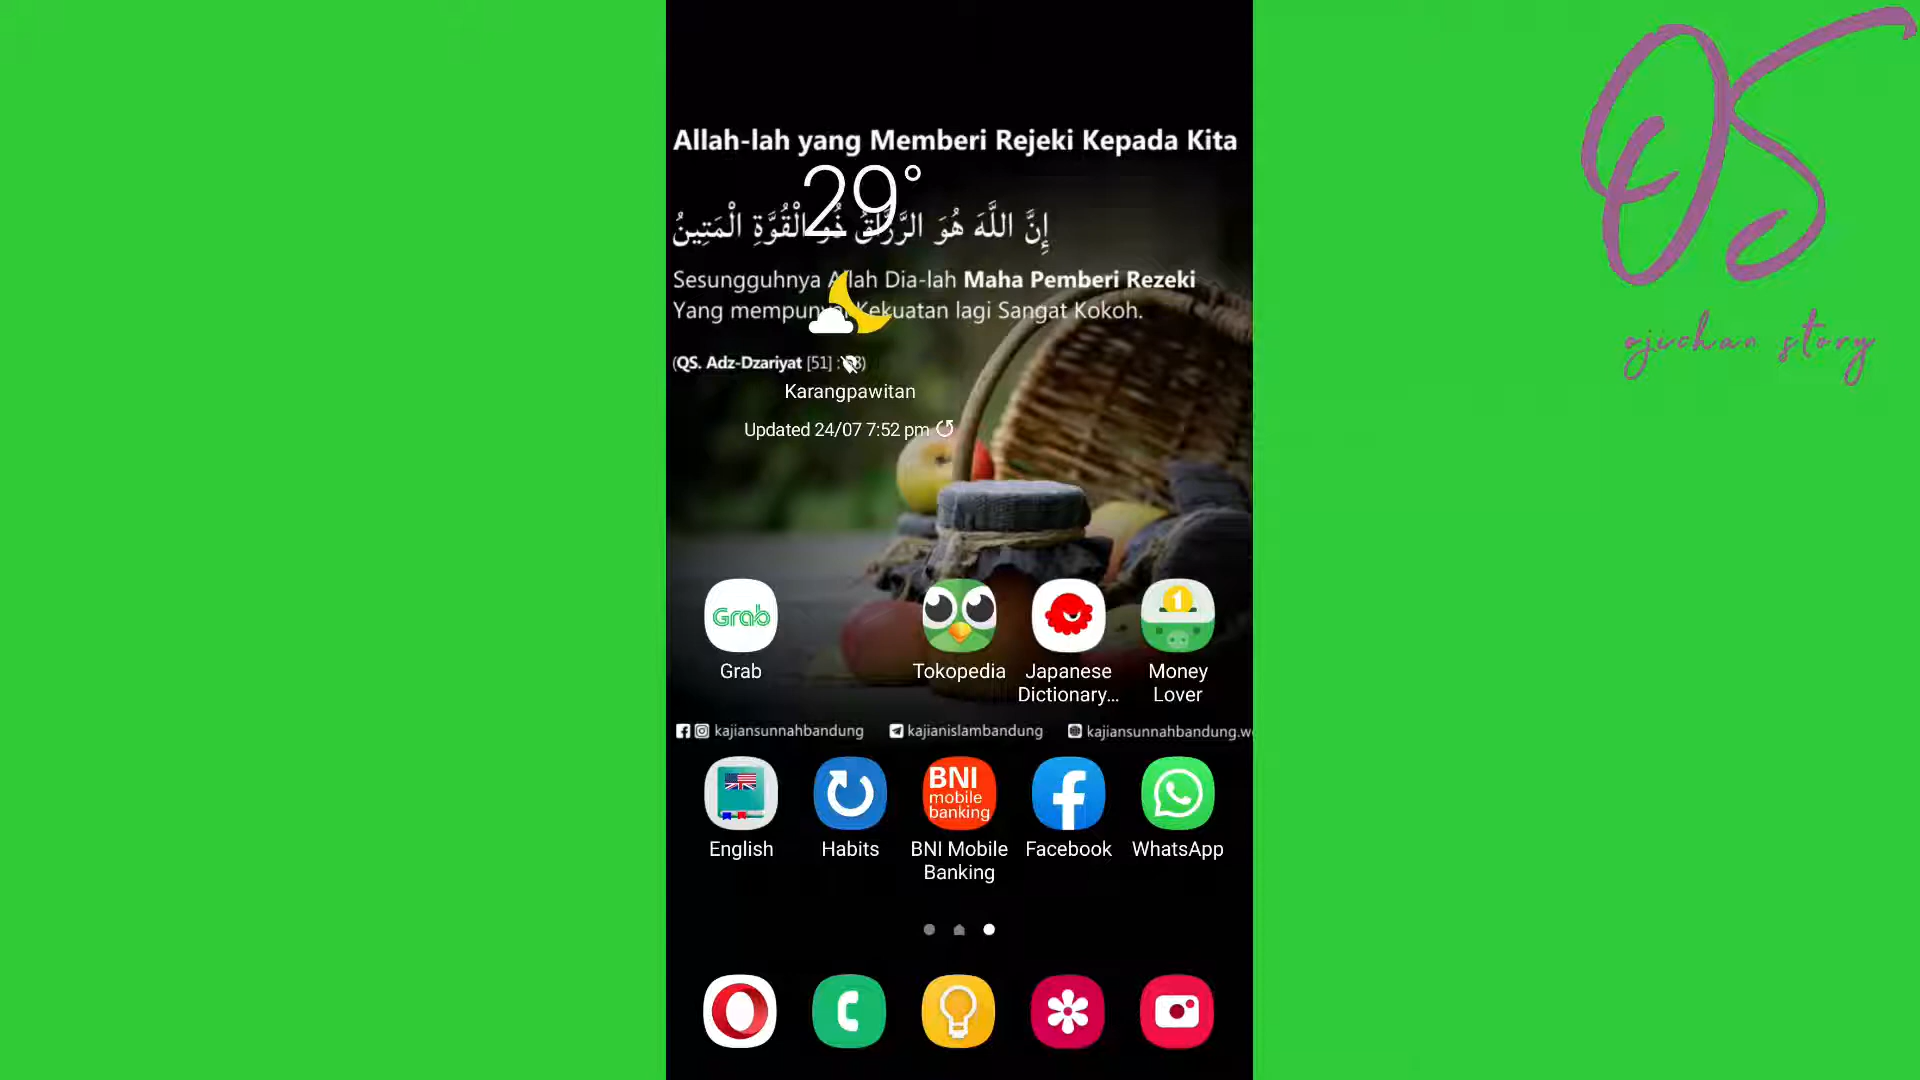 OS
ojichan story
Allah-lah yang Memberi Rejeki Kepada Kita
29°
إِنَّ اللَّهَ هُوَ الرَّزَّاقُ ذُو الْقُوَّةِ الْمَتِينُ
Sesungguhnya Allah Dia-lah Maha Pemberi Rezeki
Yang mempunyai Kekuatan lagi Sangat Kokoh.
(QS. Adz-Dzariyat [51] : 58)
Karangpawitan
Updated 24/07 7:52 pm
Grab
Grab
Tokopedia
Japanese
Dictionary...
1
Money
Lover
kajiansunnahbandung
kajianislambandung
kajiansunnahbandung.w
English
Habits
BNI
mobile
banking
BNI Mobile
Banking
Facebook
WhatsApp